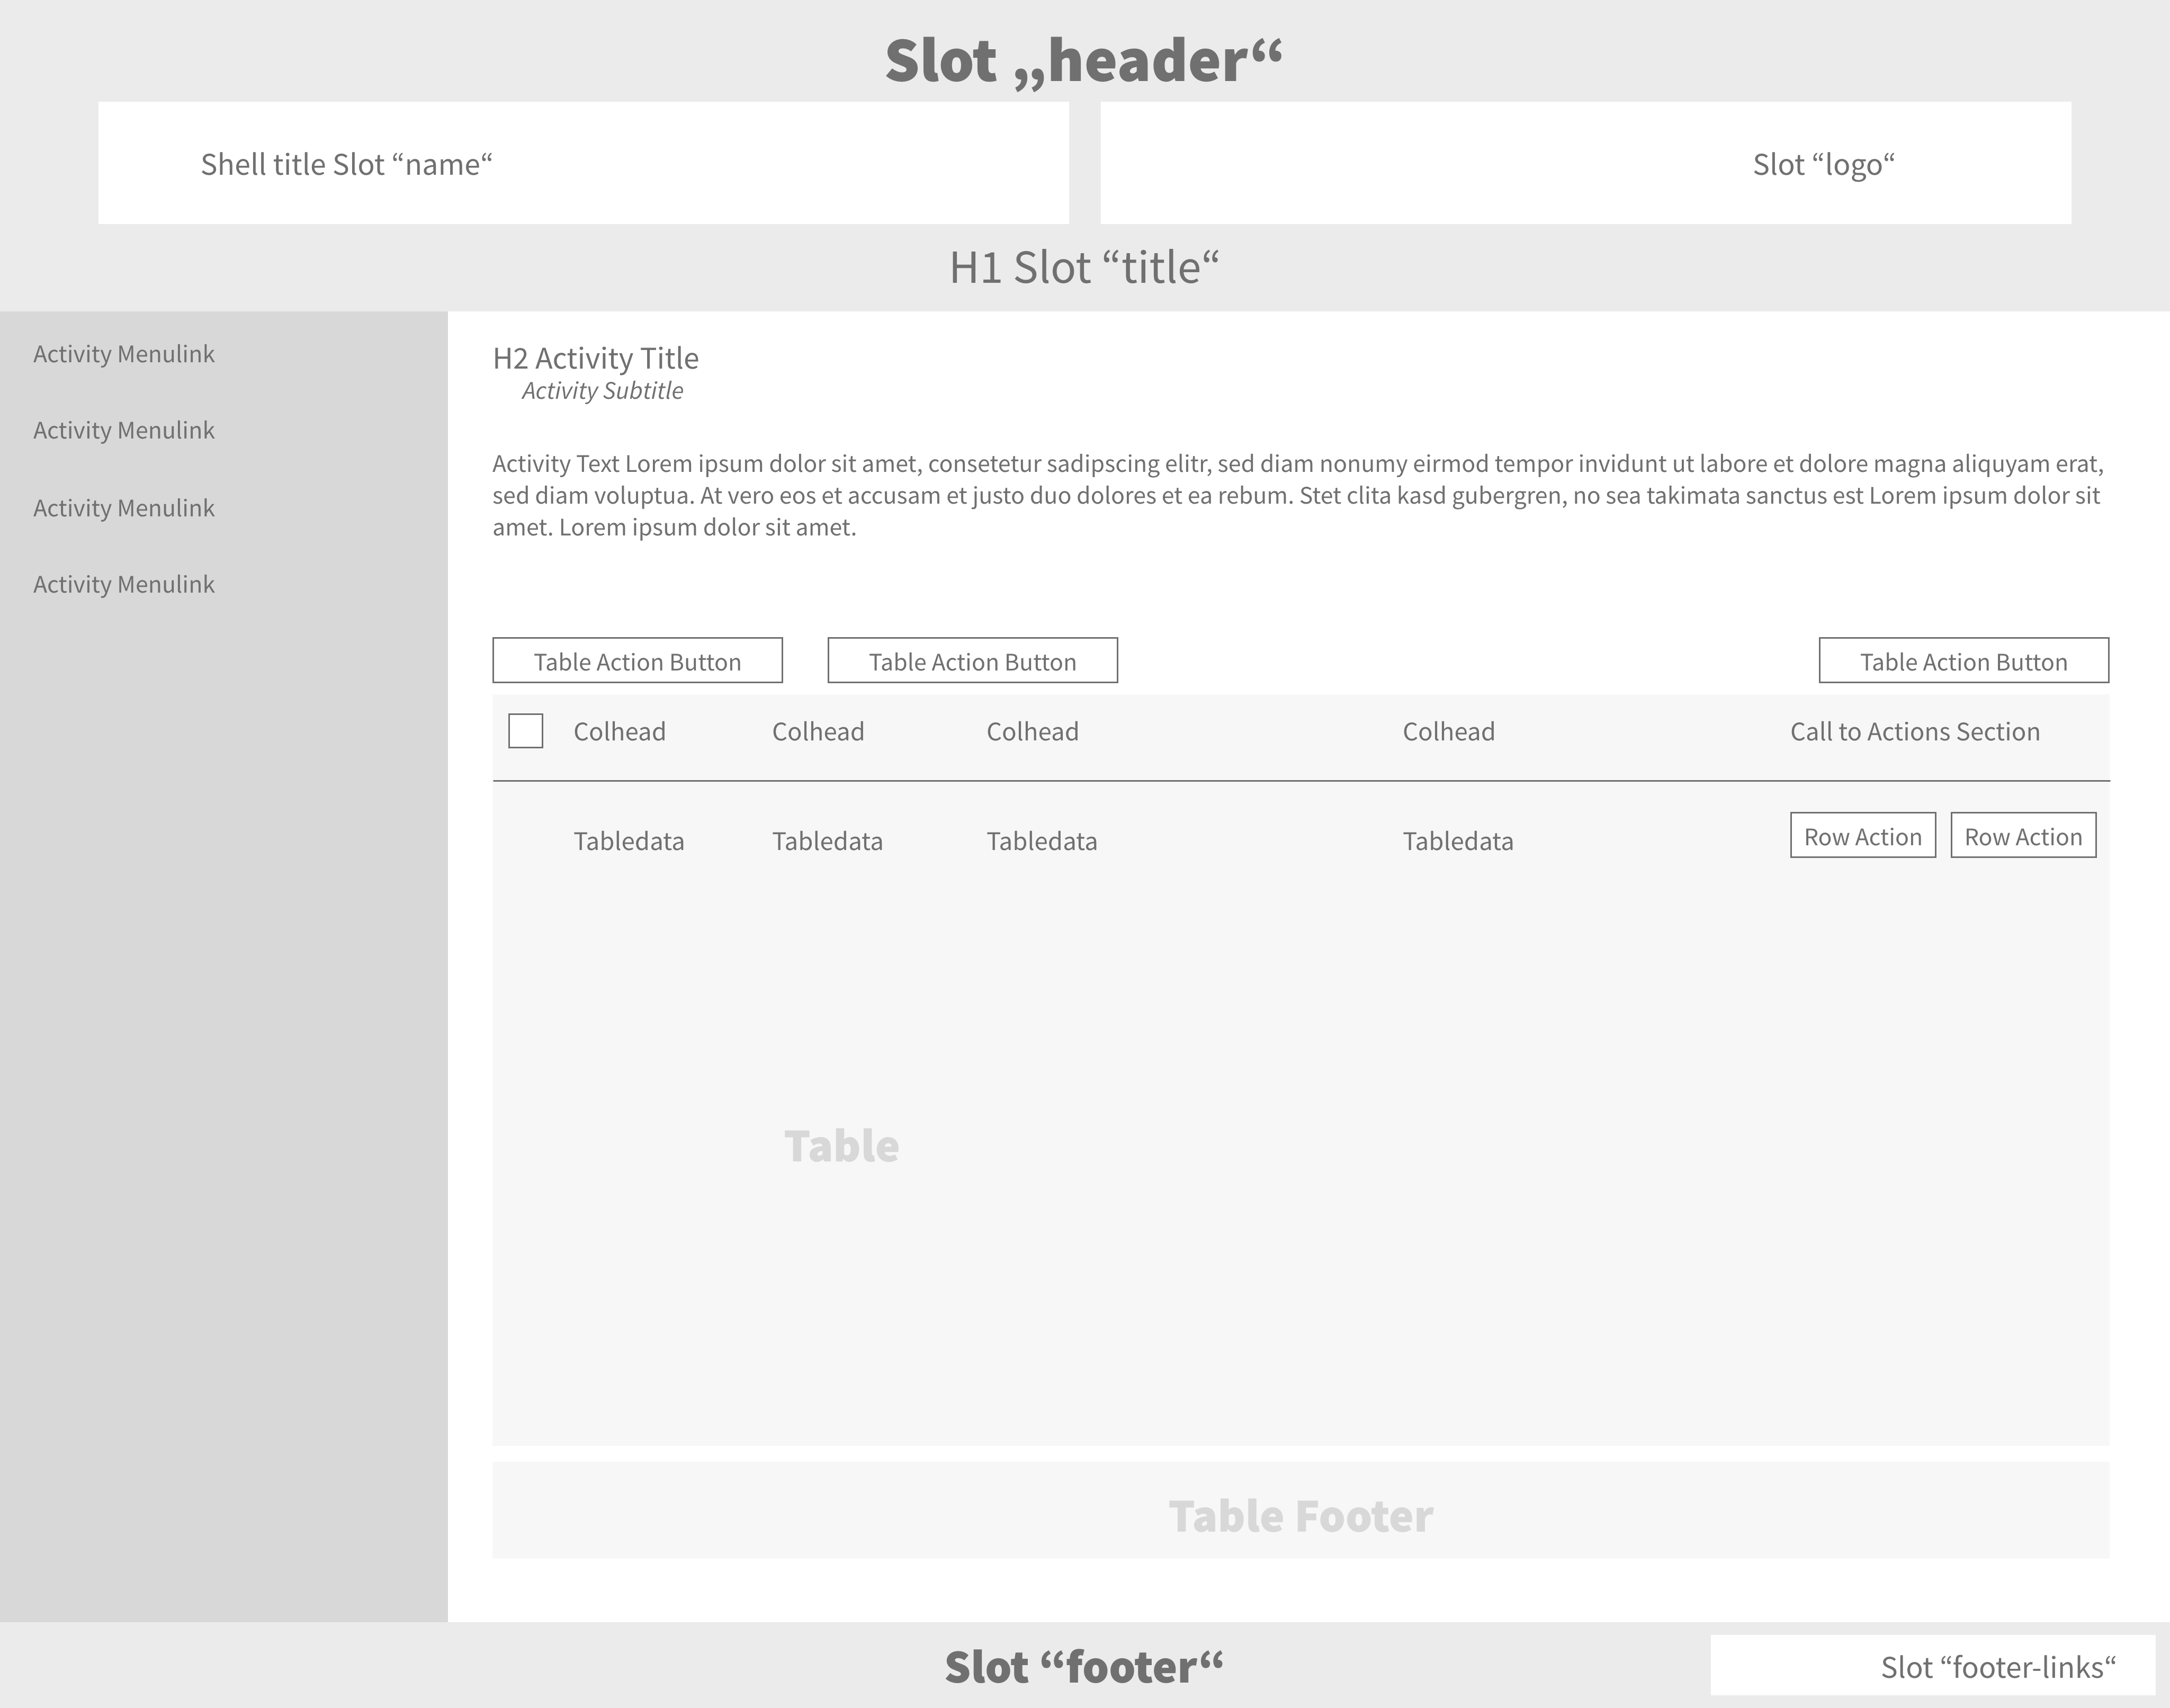 Slot „header“
Shell title Slot “name“
Slot “logo“
H1 Slot “title“
Activity Menulink
Activity Menulink
Activity Menulink
Activity Menulink
H2 Activity Title
Activity Subtitle
Activity Text Lorem ipsum dolor sit amet, consetetur sadipscing elitr, sed diam nonumy eirmod tempor invidunt ut labore et dolore magna aliquyam erat,
sed diam voluptua. At vero eos et accusam et justo duo dolores et ea rebum. Stet clita kasd gubergren, no sea takimata sanctus est Lorem ipsum dolor sit
amet. Lorem ipsum dolor sit amet.
Table Action Button
Table Action Button
Table Action Button
Colhead Colhead Colhead Colhead Call to Actions Section
Tabledata Tabledata Tabledata Tabledata Row Action Row Action
Table
Table Footer
Slot “footer“
Slot “footer-links“